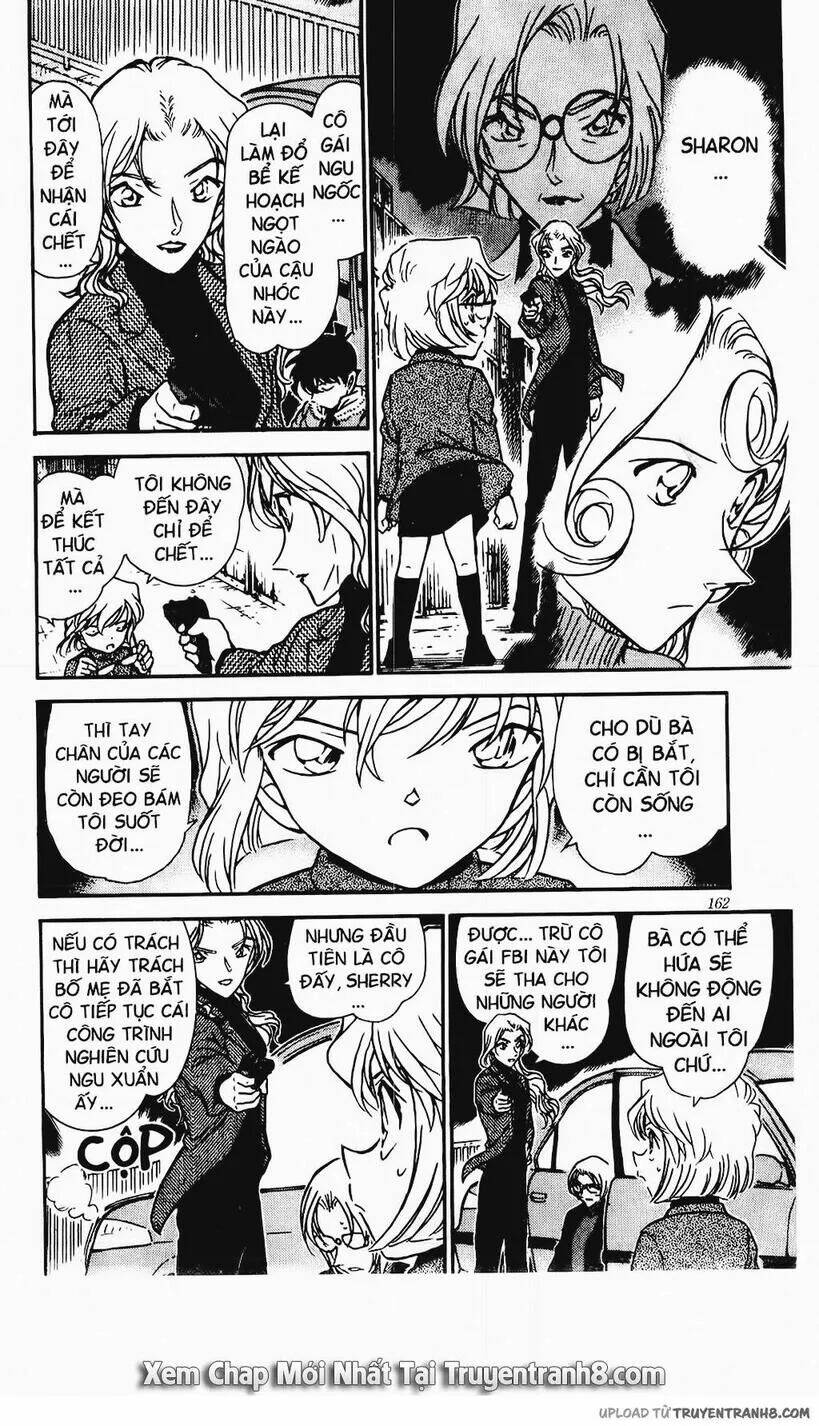 SHARON
...
CÔ
GÁI
NGU
NGỐC...
LẠI
LÀM ĐỔ
BỂ KẾ
HOẠCH
NGỌT
NGÀO
CỦA CẬU
NHÓC
NÀY...
MÀ
TỚI
ĐÂY
ĐỂ
NHẬN
CÁI
CHẾT
...
TÔI KHÔNG
ĐẾN ĐÂY
CHỈ ĐỂ
CHẾT...
MÀ
ĐỂ KẾT
THÚC
TẤT CẢ
...
CHO DÙ BÀ
CÓ BỊ BẮT,
CHỈ CẦN TÔI
CÒN SỐNG
...
THÌ TAY
CHÂN CỦA CÁC
NGƯỜI SẼ
CÒN ĐEO BÁM
TÔI SUỐT
ĐỜI...
162
BÀ CÓ THỂ
HỨA SẼ
KHÔNG ĐỘNG
ĐẾN AI
NGOÀI TÔI
CHỨ...
ĐƯỢC... TRỪ CÔ
GÁI FBI NÀY TÔI
SẼ THA CHO
NHỮNG NGƯỜI
KHÁC
...
NHƯNG ĐẦU
TIÊN LÀ CÔ
ĐẤY, SHERRY
...
NẾU CÓ TRÁCH
THÌ HÃY TRÁCH
BỐ MẸ ĐÃ BẮT
CÔ TIẾP TỤC CÁI
CÔNG TRÌNH
NGHIÊN CỨU
NGU XUẨN
ẤY...
CỘP
Xem Chap Mới Nhất Tại Truyentranh8.com
UPLOAD TỪ TRUYENTRANH8.COM